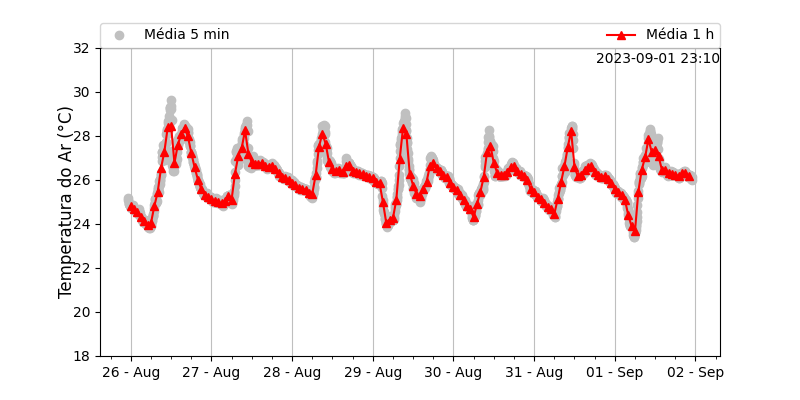 Média 5 min
Média 1 h
2023-09-01 23:10
Temperatura do Ar (°C)
32
30
28
26
24
22
20
18
26 - Aug
27 - Aug
28 - Aug
29 - Aug
30 - Aug
31 - Aug
01 - Sep
02 - Sep